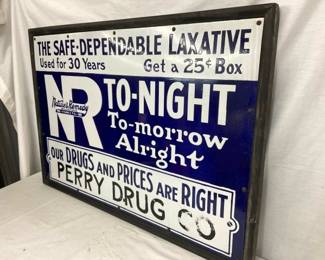 THE SAFE-DEPENDABLE LAXATIVE
Used for 30 Years Get a 25¢ Box
NR TO-NIGHT
Nature's Remedy
To-morrow
Alright
OUR DRUGS AND PRICES ARE RIGHT
PERRY DRUG CO